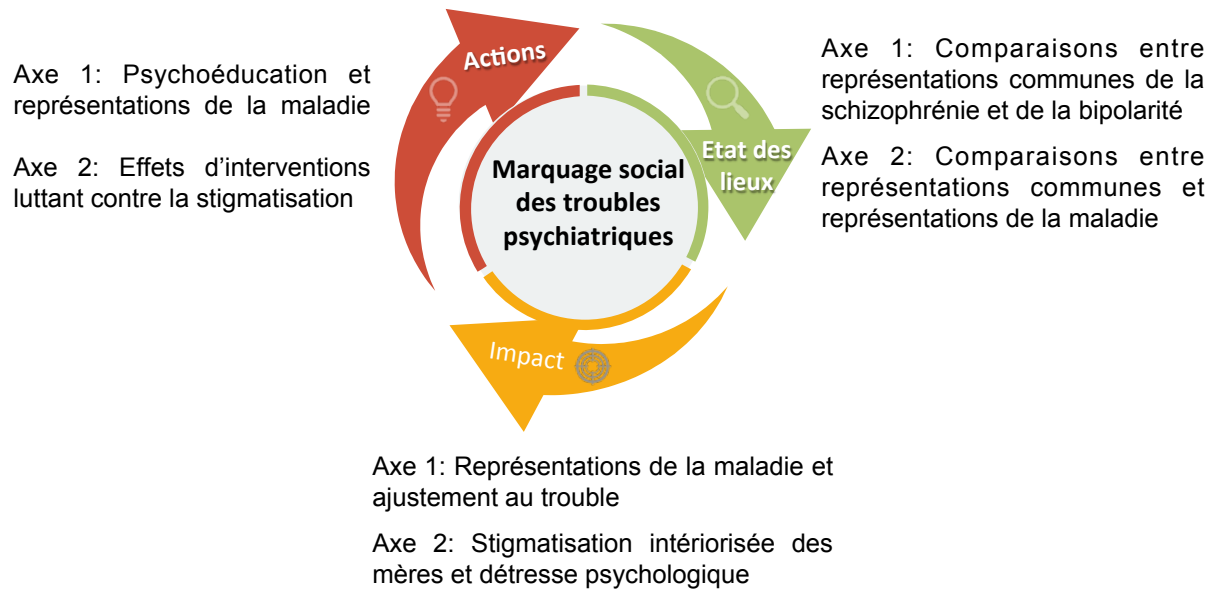 Actions
Axe 1: Psychoéducation et
représentations de la maladie
Axe 2: Effets d’interventions
luttant contre la stigmatisation
Marquage social
des troubles
psychiatriques
Etat des
lieux
Axe 1: Comparaisons entre
représentations communes de la
schizophrénie et de la bipolarité
Axe 2: Comparaisons entre
représentations communes et
représentations de la maladie
Impact
Axe 1: Représentations de la maladie et
ajustement au trouble
Axe 2: Stigmatisation intériorisée des
mères et détresse psychologique